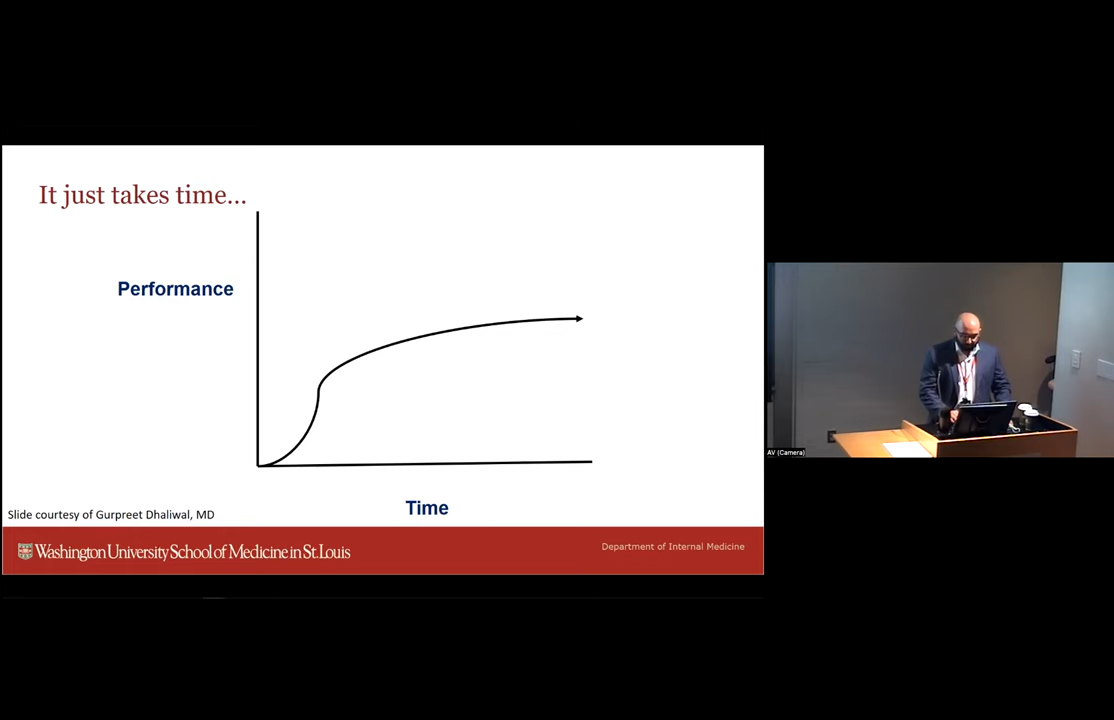 It just takes time...
Performance
Time
Slide courtesy of Gurpreet Dhaliwal, MD
Washington University School of Medicine in St. Louis
Department of Internal Medicine
AV (Camera)